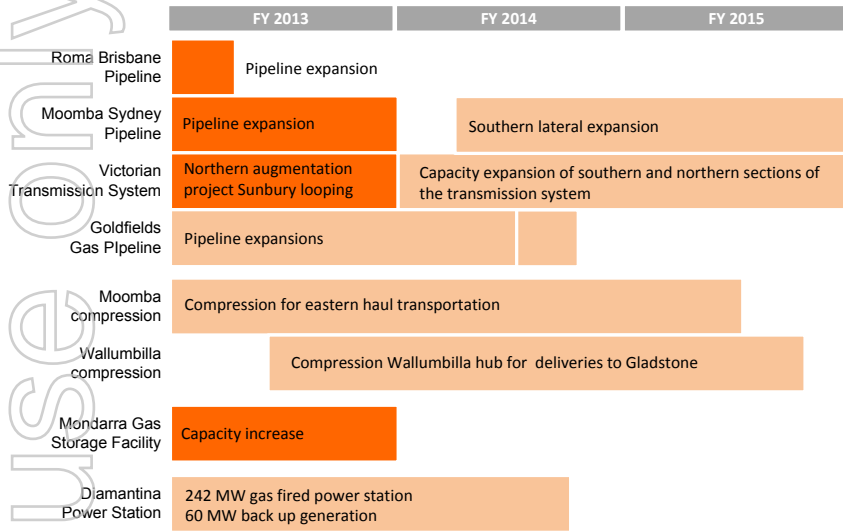 FY 2013 FY 2014 FY 2015
Roma Brisbane
Pipeline
Pipeline expansion
Moomba Sydney
Pipeline
Pipeline expansion
Southern lateral expansion
Victorian
Transmission System
Northern augmentation
project Sunbury looping
Capacity expansion of southern and northern sections of
the transmission system
Goldfields
Gas PIpeline
Pipeline expansions
Moomba
compression
Compression for eastern haul transportation
Wallumbilla
compression
Compression Wallumbilla hub for deliveries to Gladstone
Mondarra Gas
Storage Facility
Capacity increase
Diamantina
Power Station
242 MW gas fired power station
60 MW back up generation
use only